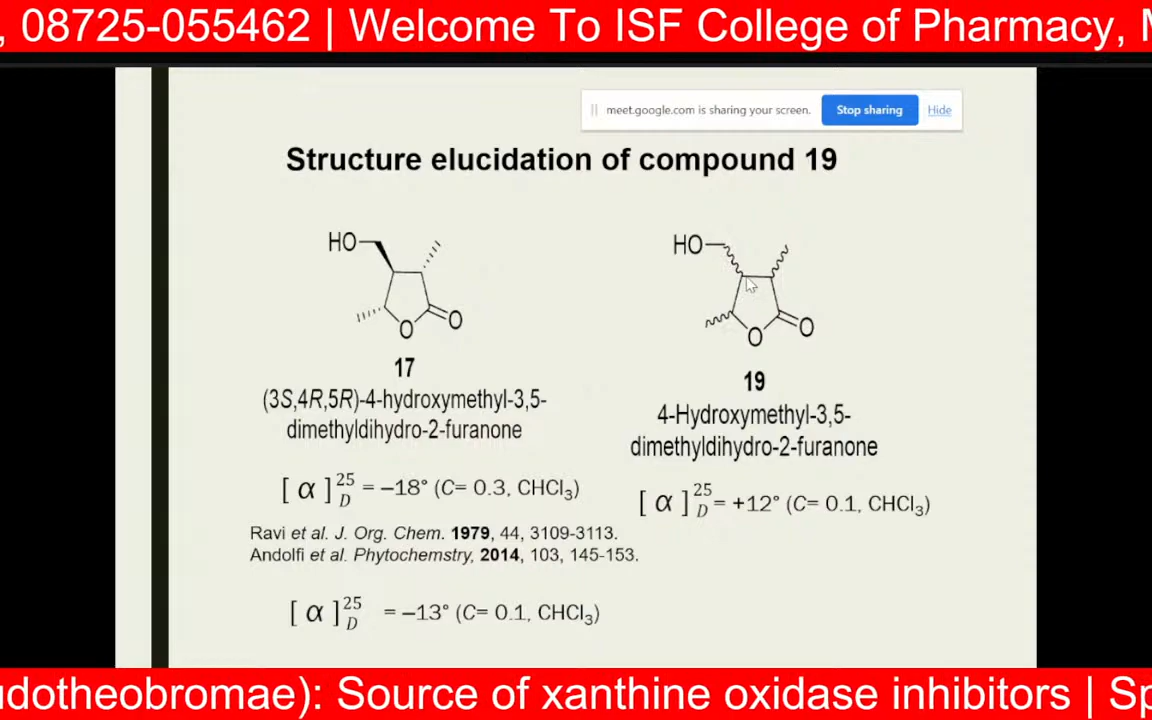 , 08725-055462 | Welcome To ISF College of Pharmacy, M
meet.google.com is sharing your screen. Stop sharing Hide
Structure elucidation of compound 19
HO
O
O
17
(3S,4R,5R)-4-hydroxymethyl-3,5-
dimethyldihydro-2-furanone
[ α ]25D = –18° (C= 0.3, CHCl3)
Ravi et al. J. Org. Chem. 1979, 44, 3109-3113.
Andolfi et al. Phytochemstry, 2014, 103, 145-153.
[ α ]25D = –13° (C= 0.1, CHCl3)
HO
O
O
19
4-Hydroxymethyl-3,5-
dimethyldihydro-2-furanone
[ α ]25D = +12° (C= 0.1, CHCl3)
udotheobromae): Source of xanthine oxidase inhibitors | Sp